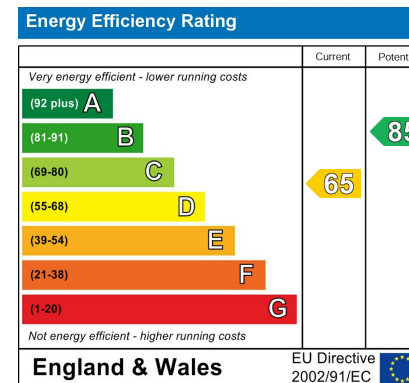 Energy Efficiency Rating
Current Potent
Very energy efficient - lower running costs
(92 plus) A
(81-91) B
85
(69-80) C
65
(55-68) D
(39-54) E
(21-38) F
(1-20) G
Not energy efficient - higher running costs
England & Wales
EU Directive
2002/91/EC